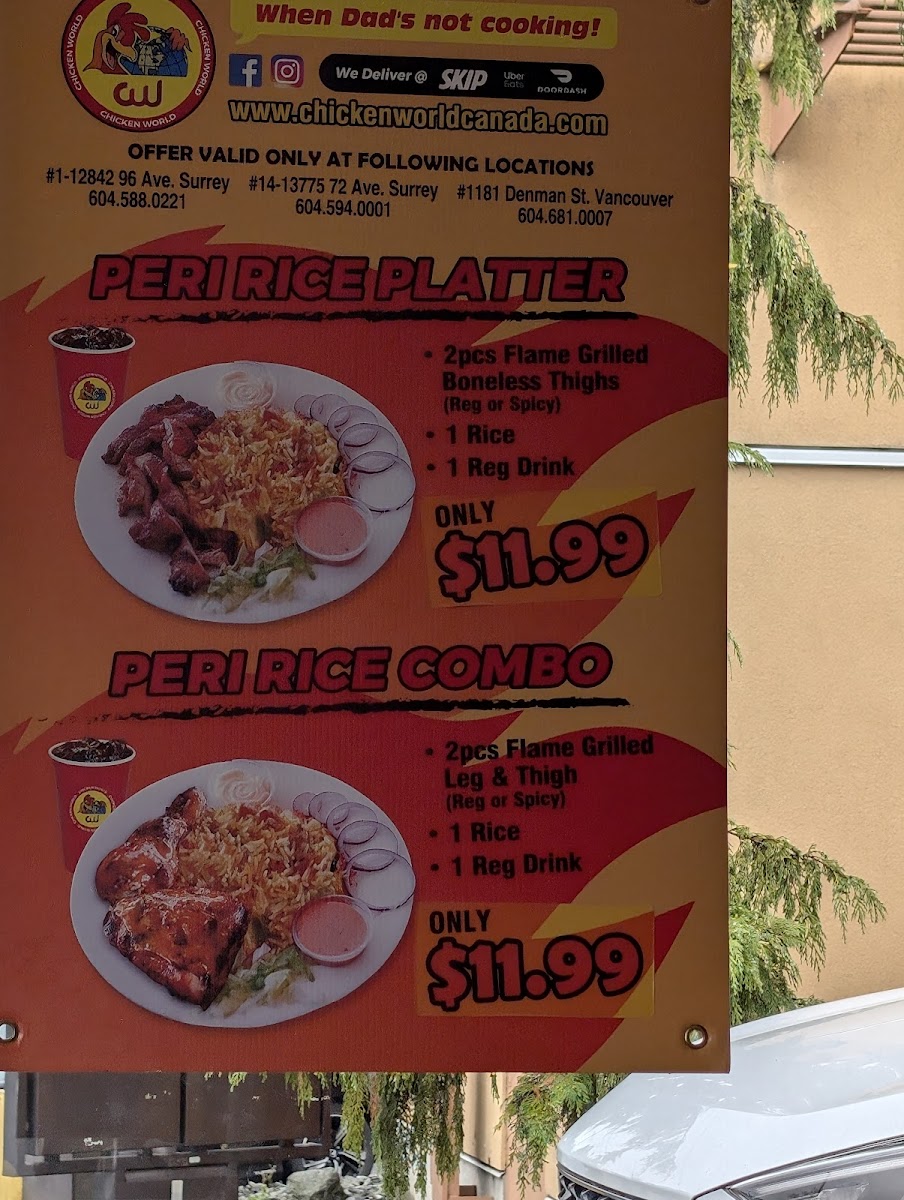 When Dad's not cooking!
CHICKEN WORLD
CHICKEN WORLD
CW
CHICKEN WORLD
We Deliver @ SKIP Uber Eats DOORDASH
www.chickenworldcanada.com
OFFER VALID ONLY AT FOLLOWING LOCATIONS
#1-12842 96 Ave. Surrey #14-13775 72 Ave. Surrey #1181 Denman St. Vancouver
604.588.0221 604.594.0001 604.681.0007
PERI RICE PLATTER
• 2pcs Flame Grilled
Boneless Thighs
(Reg or Spicy)
• 1 Rice
• 1 Reg Drink
ONLY
$11.99
PERI RICE COMBO
• 2pcs Flame Grilled
Leg & Thigh
(Reg or Spicy)
• 1 Rice
• 1 Reg Drink
ONLY
$11.99